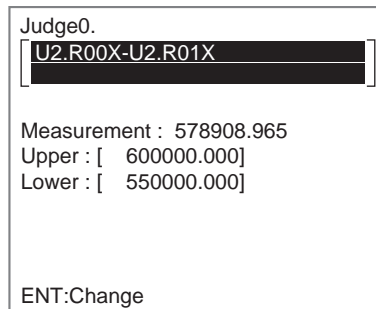 Judge0.
[U2.R00X-U2.R01X]
Measurement : 578908.965
Upper : [ 600000.000]
Lower : [ 550000.000]
ENT:Change